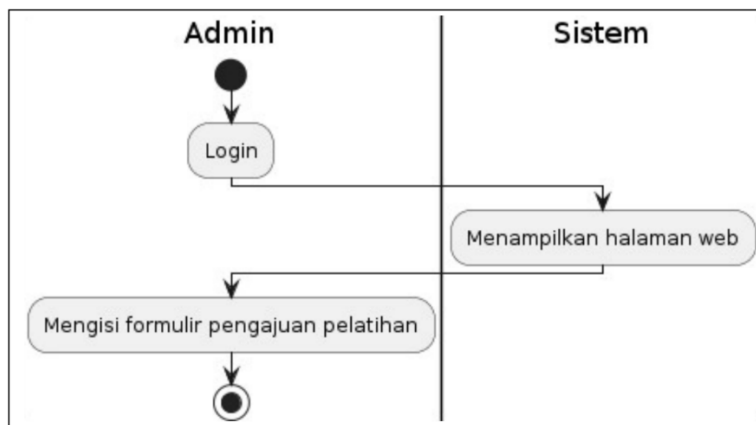 Admin
Sistem
Login
Menampilkan halaman web
Mengisi formulir pengajuan pelatihan